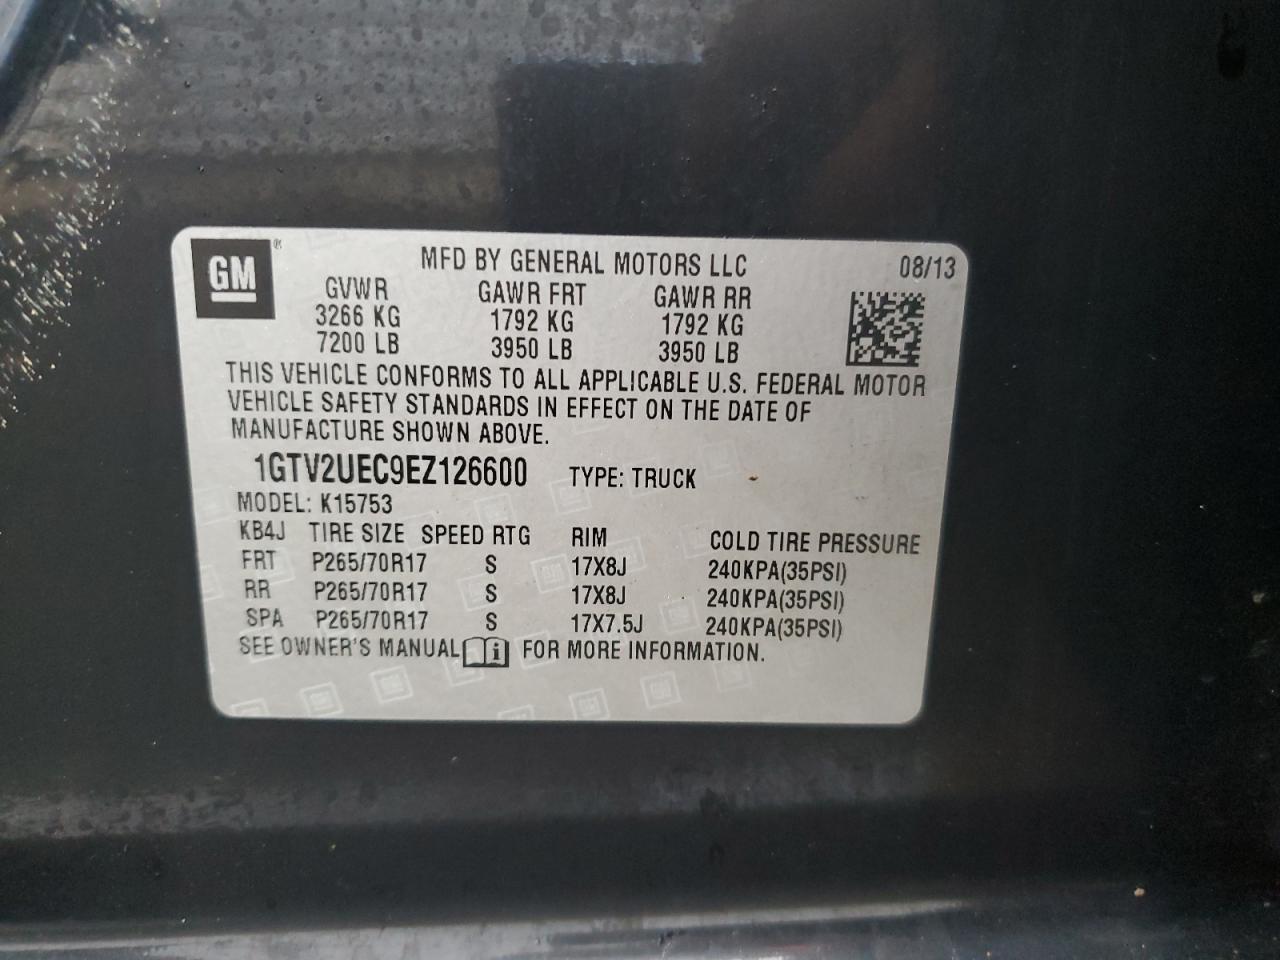 GM ®
MFD BY GENERAL MOTORS LLC 08/13
GVWR GAWR FRT GAWR RR
3266 KG 1792 KG 1792 KG
7200 LB 3950 LB 3950 LB
THIS VEHICLE CONFORMS TO ALL APPLICABLE U.S. FEDERAL MOTOR
VEHICLE SAFETY STANDARDS IN EFFECT ON THE DATE OF
MANUFACTURE SHOWN ABOVE.
1GTV2UEC9EZ126600 TYPE: TRUCK
MODEL: K15753
KB4J TIRE SIZE SPEED RTG RIM COLD TIRE PRESSURE
FRT P265/70R17 S 17X8J 240KPA(35PSI)
RR P265/70R17 S 17X8J 240KPA(35PSI)
SPA P265/70R17 S 17X7.5J 240KPA(35PSI)
SEE OWNER'S MANUAL i FOR MORE INFORMATION.